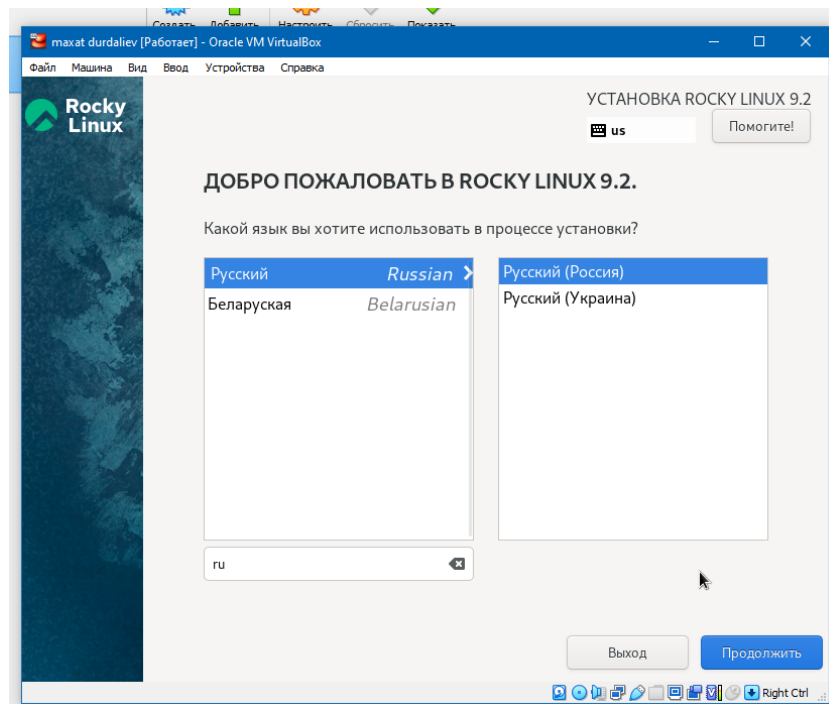 Создать Добавить Настроить Сбросить Показать
maxat durdaliev [Работает] - Oracle VM VirtualBox
Файл Машина Вид Ввод Устройства Справка
Rocky
Linux
УСТАНОВКА ROCKY LINUX 9.2
us
Помогите!
ДОБРО ПОЖАЛОВАТЬ В ROCKY LINUX 9.2.
Какой язык вы хотите использовать в процессе установки?
Русский Russian
Беларуская Belarusian
Русский (Россия)
Русский (Украина)
ru
Выход
Продолжить
Right Ctrl